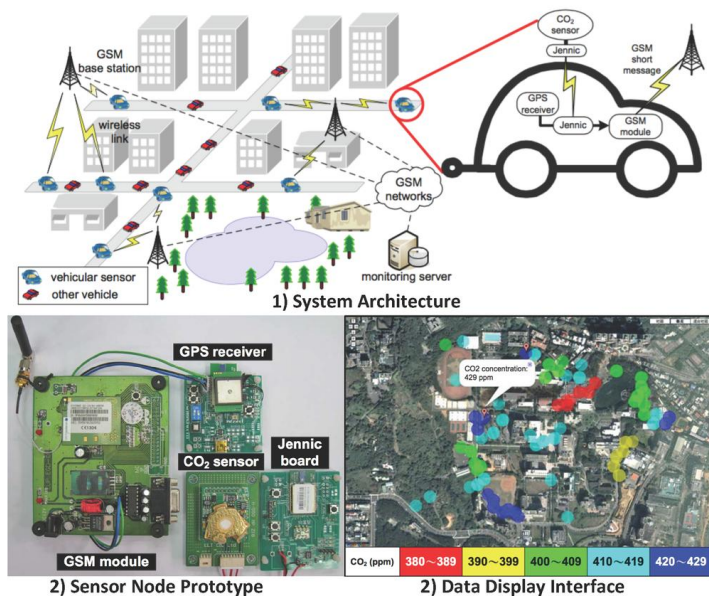 GSM
base station
wireless
link
GSM
networks
monitoring server
vehicular sensor
other vehicle
CO₂
sensor
Jennic
GSM
short
message
GPS
receiver
Jennic
GSM
module
1) System Architecture
GPS receiver
CO₂ sensor
Jennic
board
GSM module
2) Sensor Node Prototype
CO2 concentration:
429 ppm
CO₂ (ppm) 380~389 390~399 400~409 410~419 420~429
2) Data Display Interface